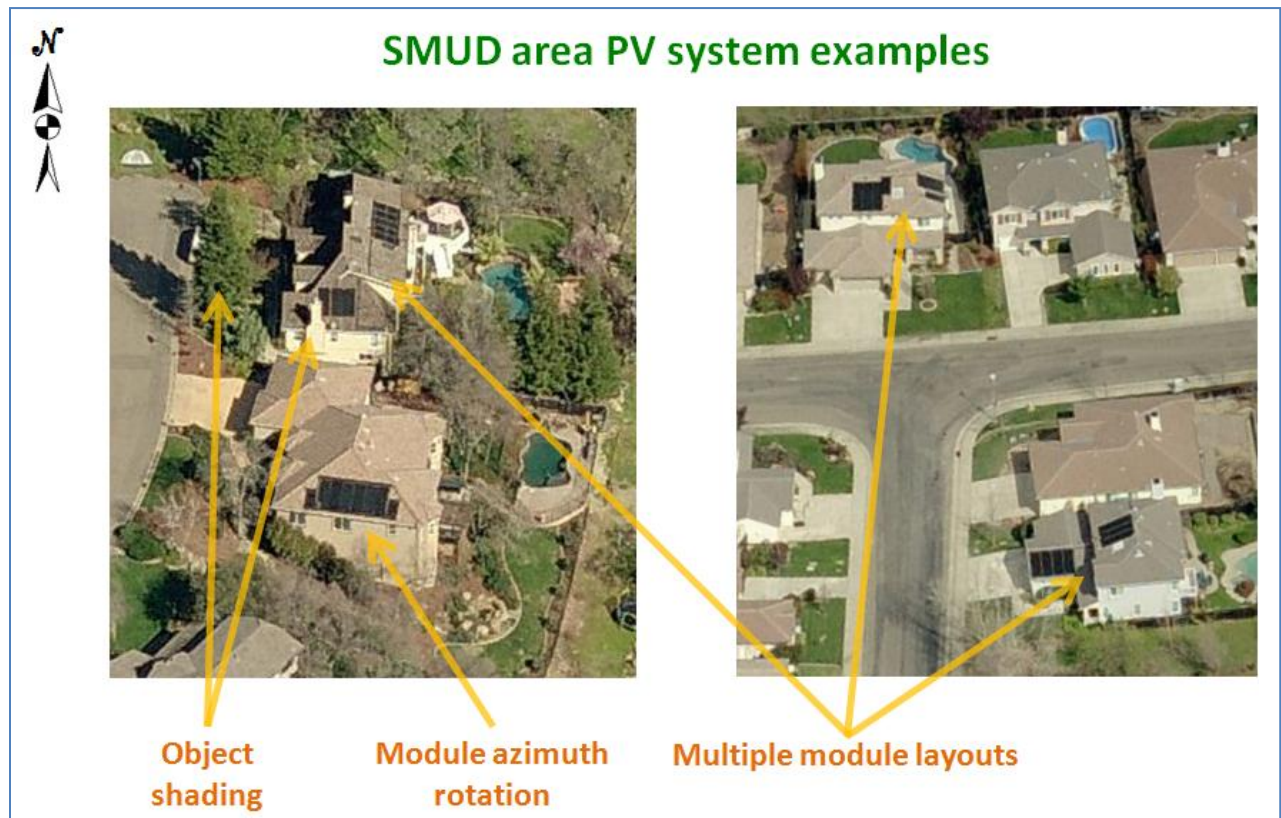 N
SMUD area PV system examples
Object
shading
Module azimuth
rotation
Multiple module layouts